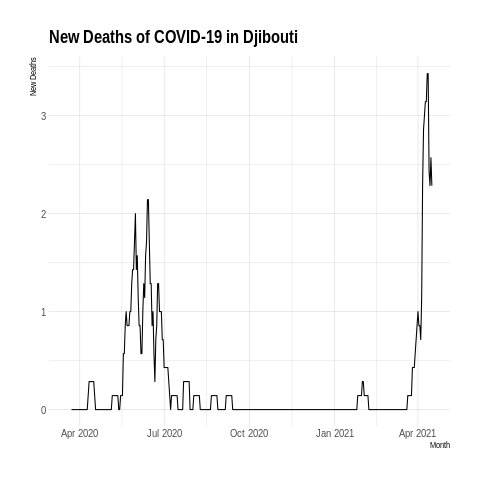 New Deaths of COVID-19 in Djibouti
New Deaths
3
2
1
0
Apr 2020 Jul 2020 Oct 2020 Jan 2021 Apr 2021
Month